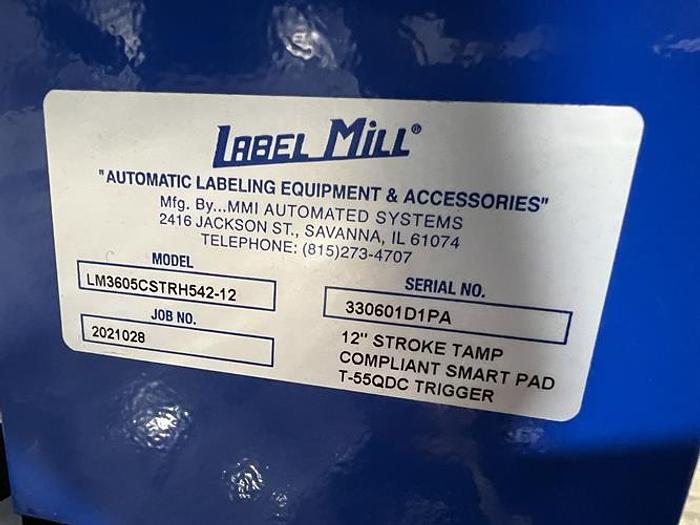 LABEL MILL®
"AUTOMATIC LABELING EQUIPMENT & ACCESSORIES"
Mfg. By...MMI AUTOMATED SYSTEMS
2416 JACKSON ST., SAVANNA, IL 61074
TELEPHONE: (815)273-4707
MODEL
LM3605CSTRH542-12
JOB NO.
2021028
SERIAL NO.
330601D1PA
12" STROKE TAMP
COMPLIANT SMART PAD
T-55QDC TRIGGER